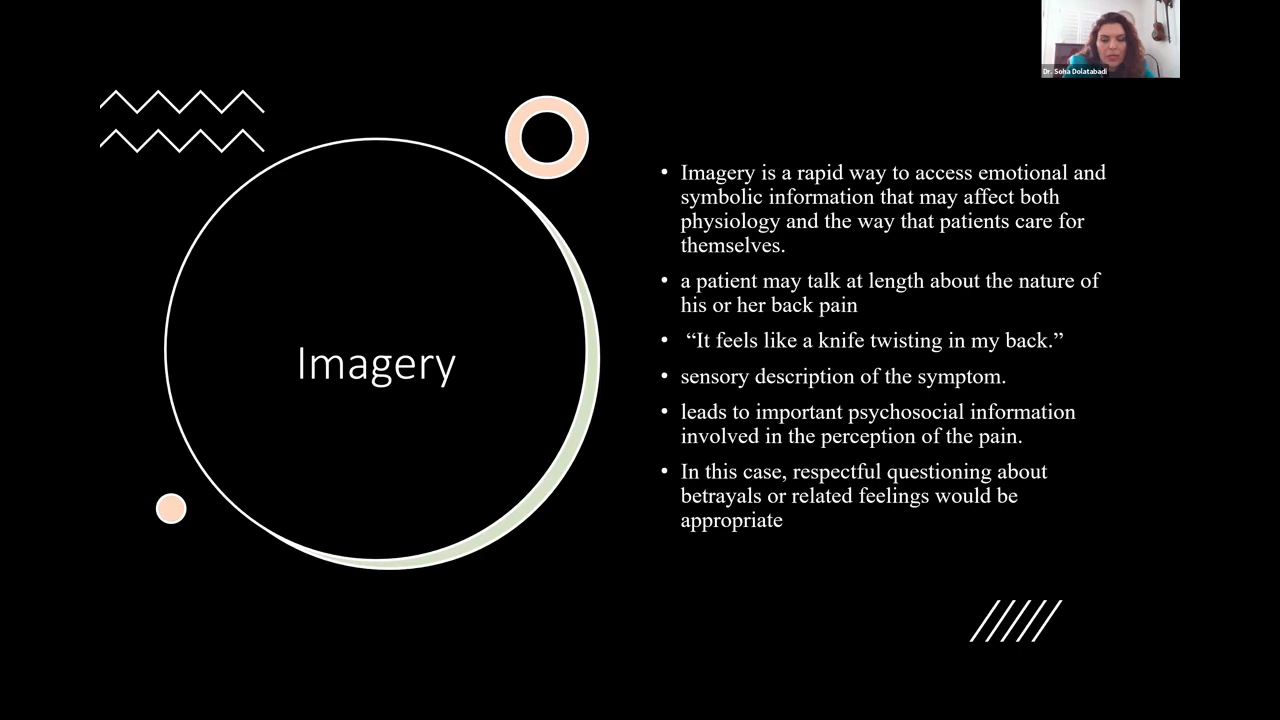 Dr. Soha Dolatabadi
Imagery
• Imagery is a rapid way to access emotional and
symbolic information that may affect both
physiology and the way that patients care for
themselves.
• a patient may talk at length about the nature of
his or her back pain
• “It feels like a knife twisting in my back.”
• sensory description of the symptom.
• leads to important psychosocial information
involved in the perception of the pain.
• In this case, respectful questioning about
betrayals or related feelings would be
appropriate